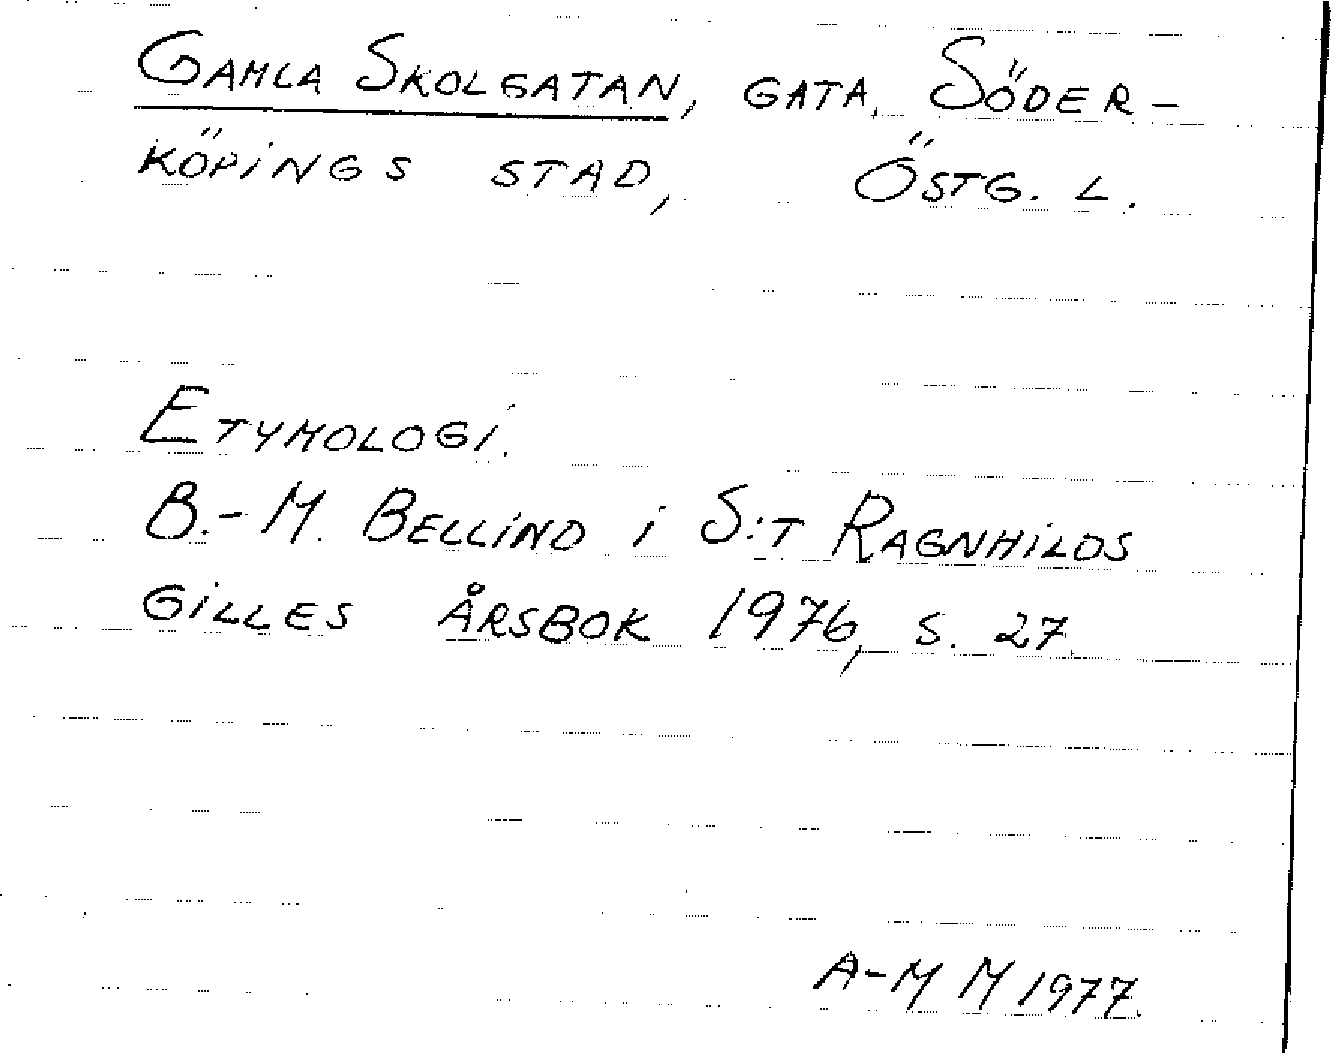 Gamla Skolgatan, gata, Söder-
köpings stad, Östg. L.
Etymologi.
B.-M. Bellind i S:t Ragnhilds
gilles årsbok 1976, s. 27.
A-M M 1977.